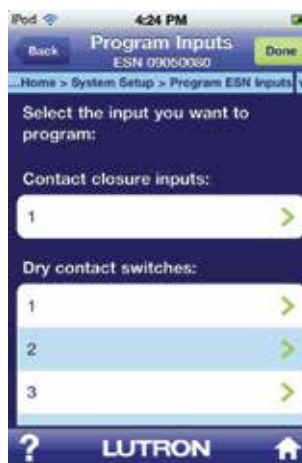 iPod 4:24 PM
Back Program Inputs Done
ESN 09050080
...Home > System Setup > Program ESN Inputs
Select the input you want to
program:
Contact closure inputs:
1
Dry contact switches:
1
2
3
? LUTRON